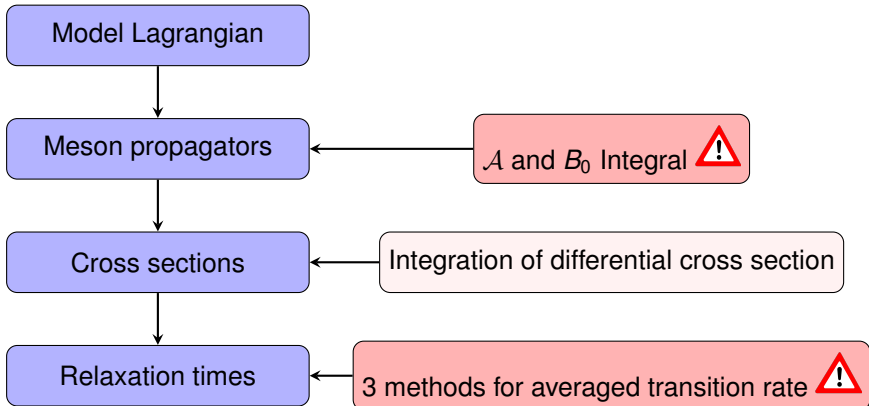 Model Lagrangian
Meson propagators
𝒜 and B₀ Integral
Cross sections
Integration of differential cross section
Relaxation times
3 methods for averaged transition rate